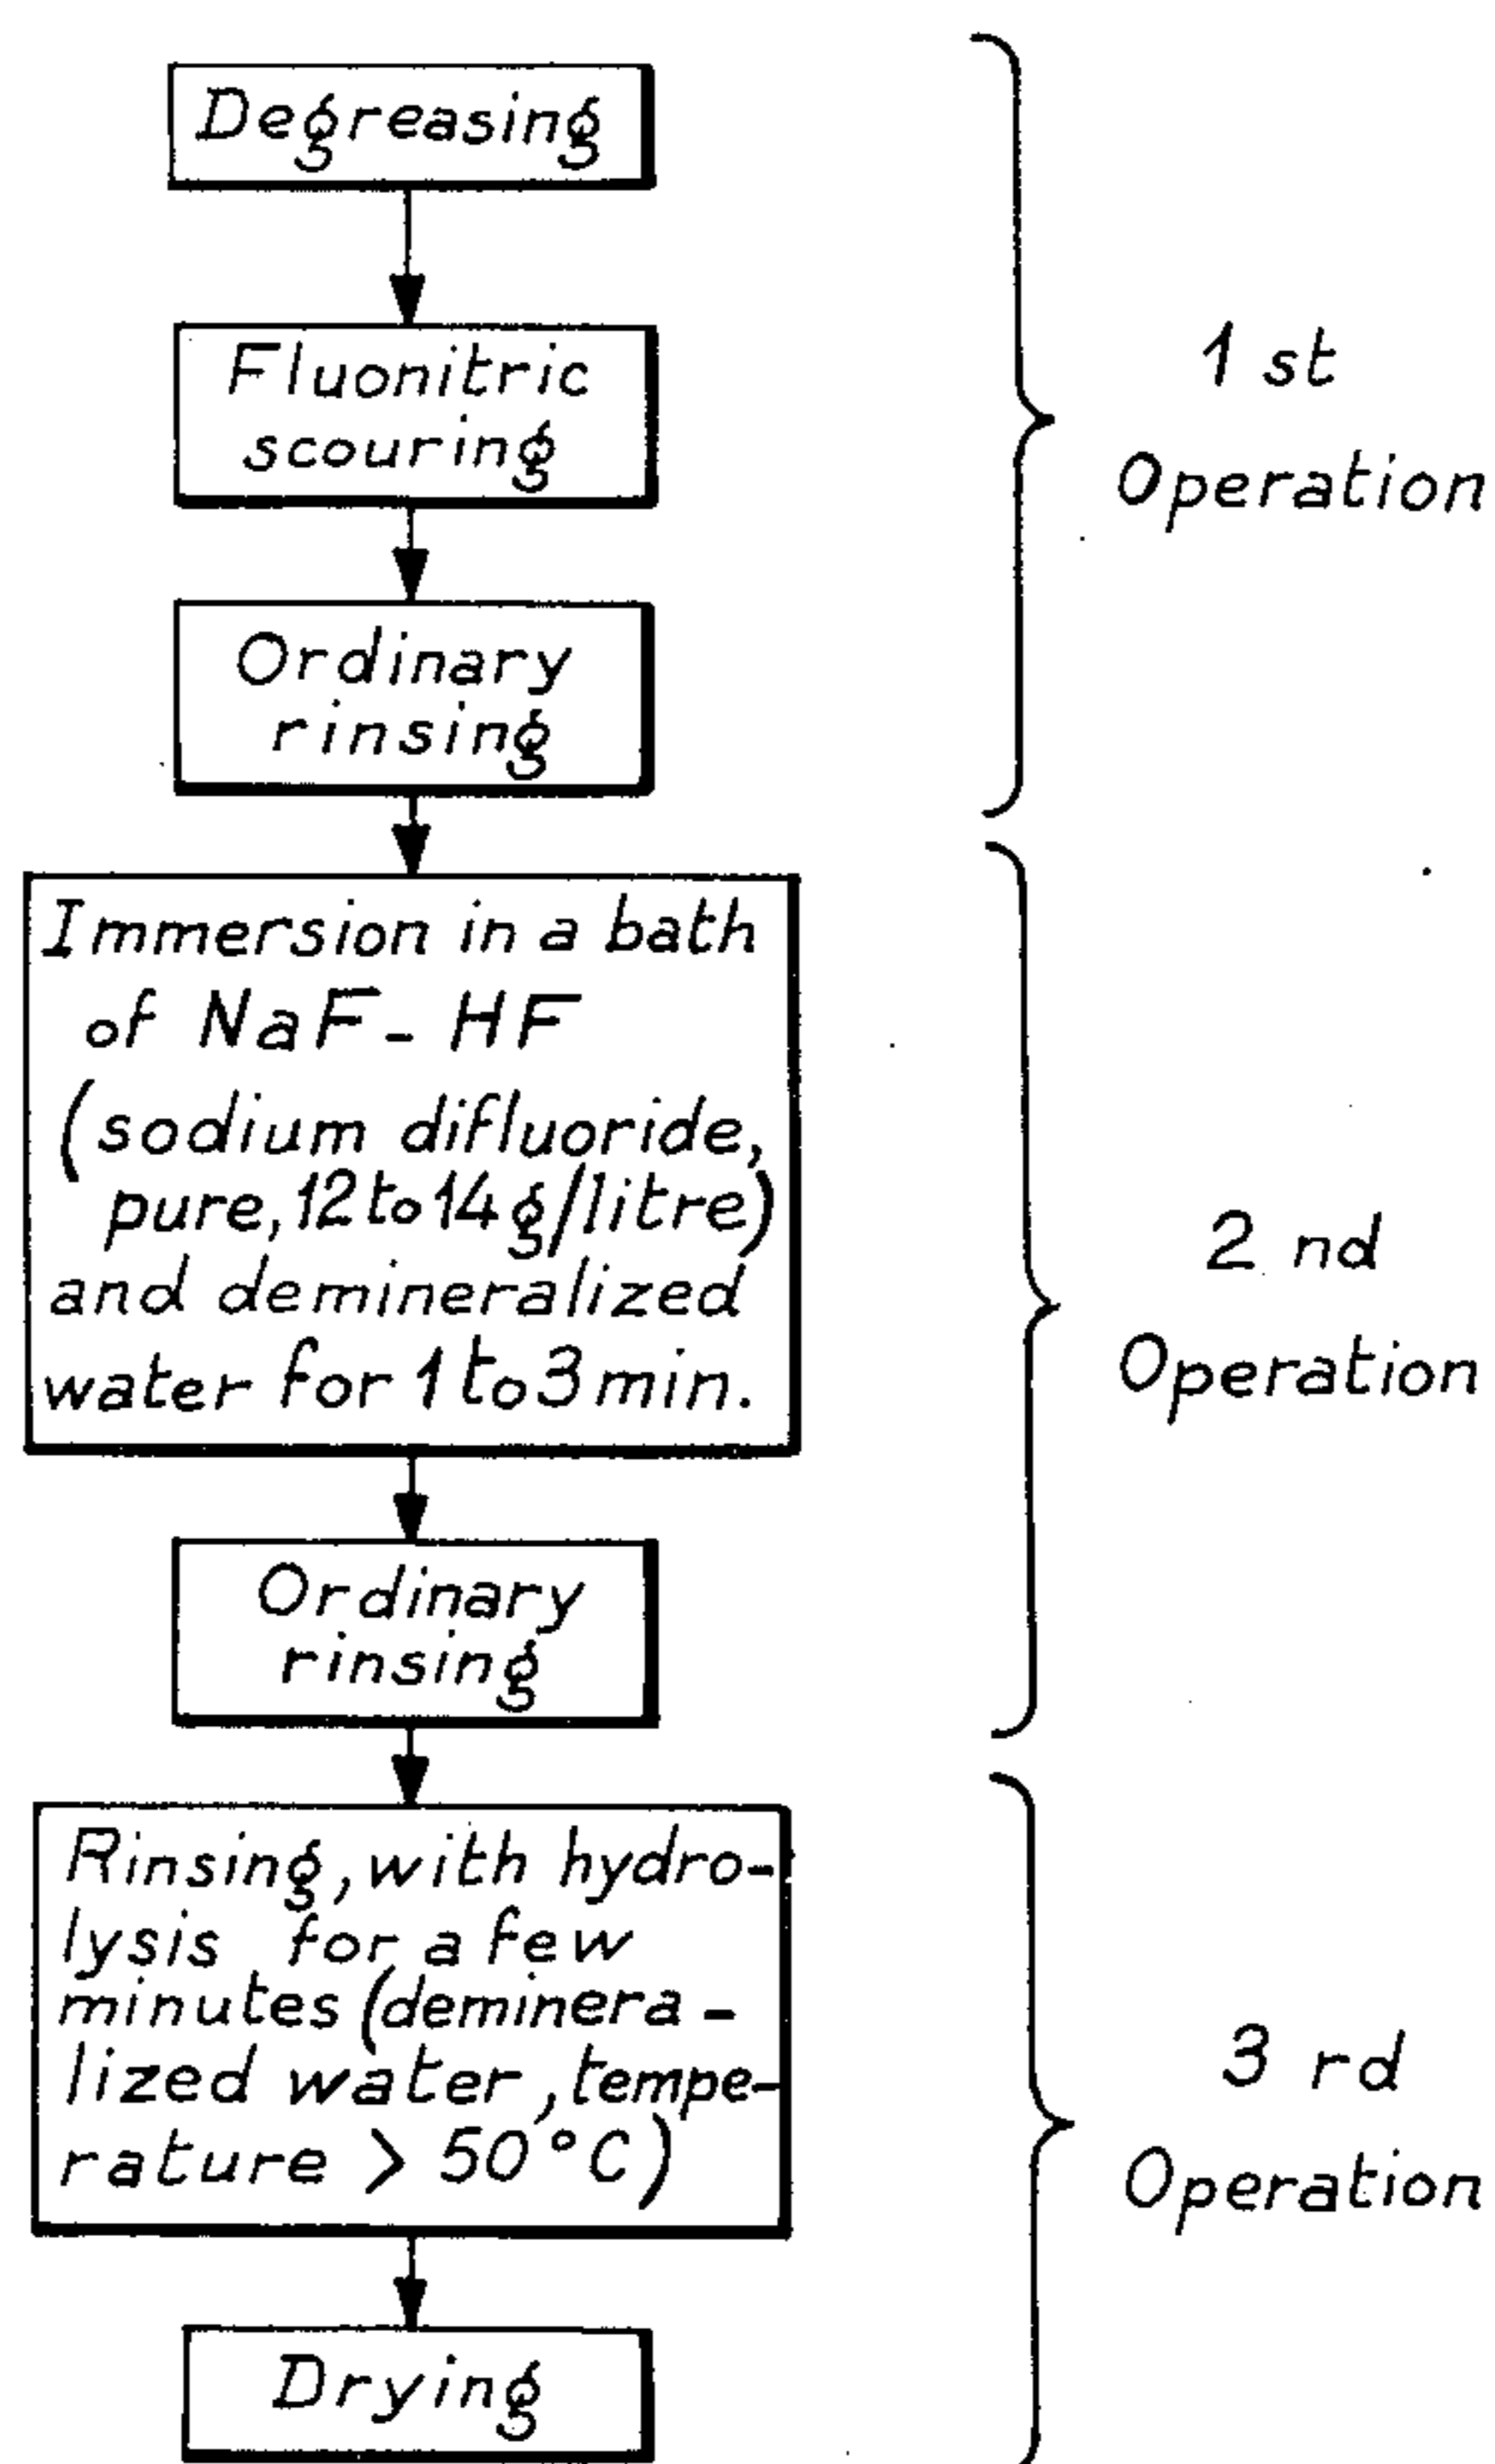 Degreasing
Fluonitric
scouring
Ordinary
rinsing
1 st
Operation
Immersion in a bath
of NaF- HF
(sodium difluoride,
pure, 12 to 14 g/litre)
and demineralized
water for 1 to 3 min.
Ordinary
rinsing
2 nd
Operation
Rinsing, with hydro-
lysis for a few
minutes (deminera-
lized water, tempe-
rature > 50°C)
Drying
3 rd
Operation